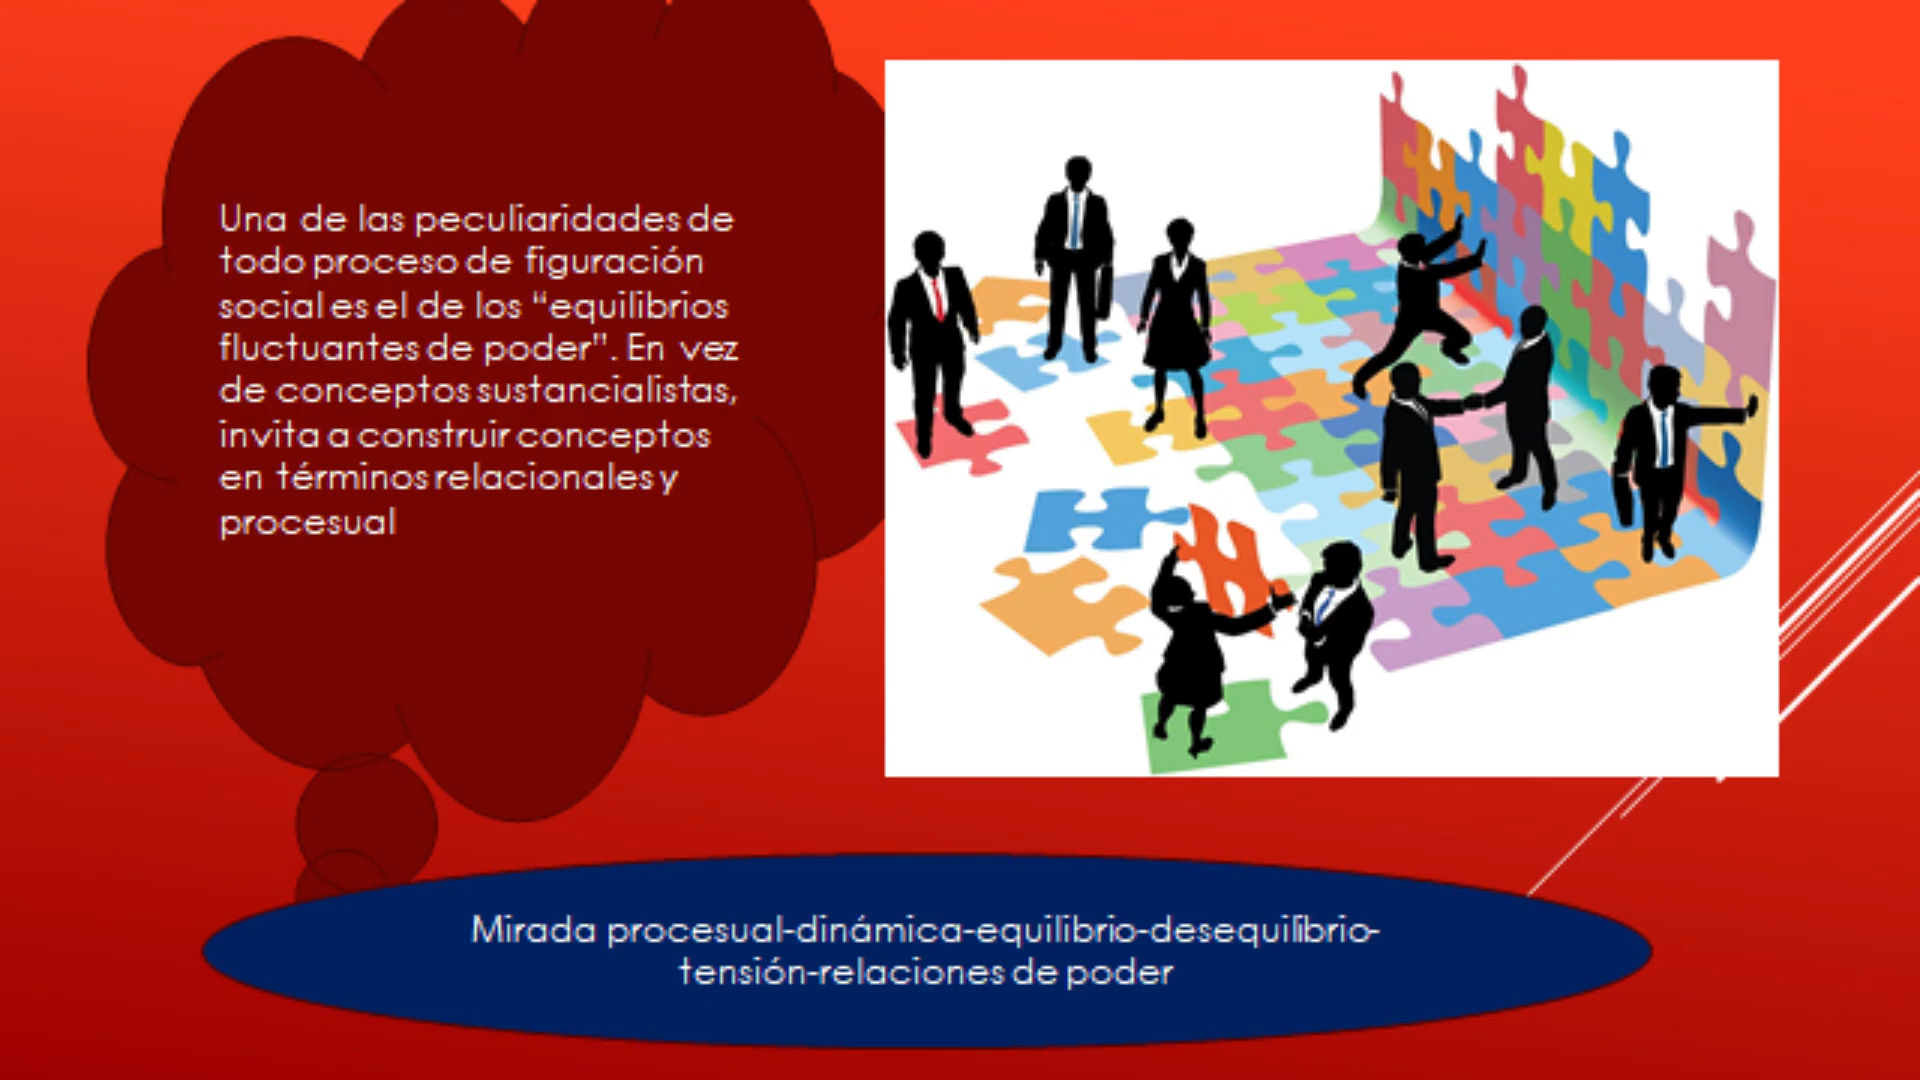 Una de las peculiaridades de
todo proceso de figuración
social es el de los “equilibrios
fluctuantes de poder”. En vez
de conceptos sustancialistas,
invita a construir conceptos
en términos relacionales y
procesual
Mirada procesual-dinámica-equilibrio-desequilibrio-
tensión-relaciones de poder